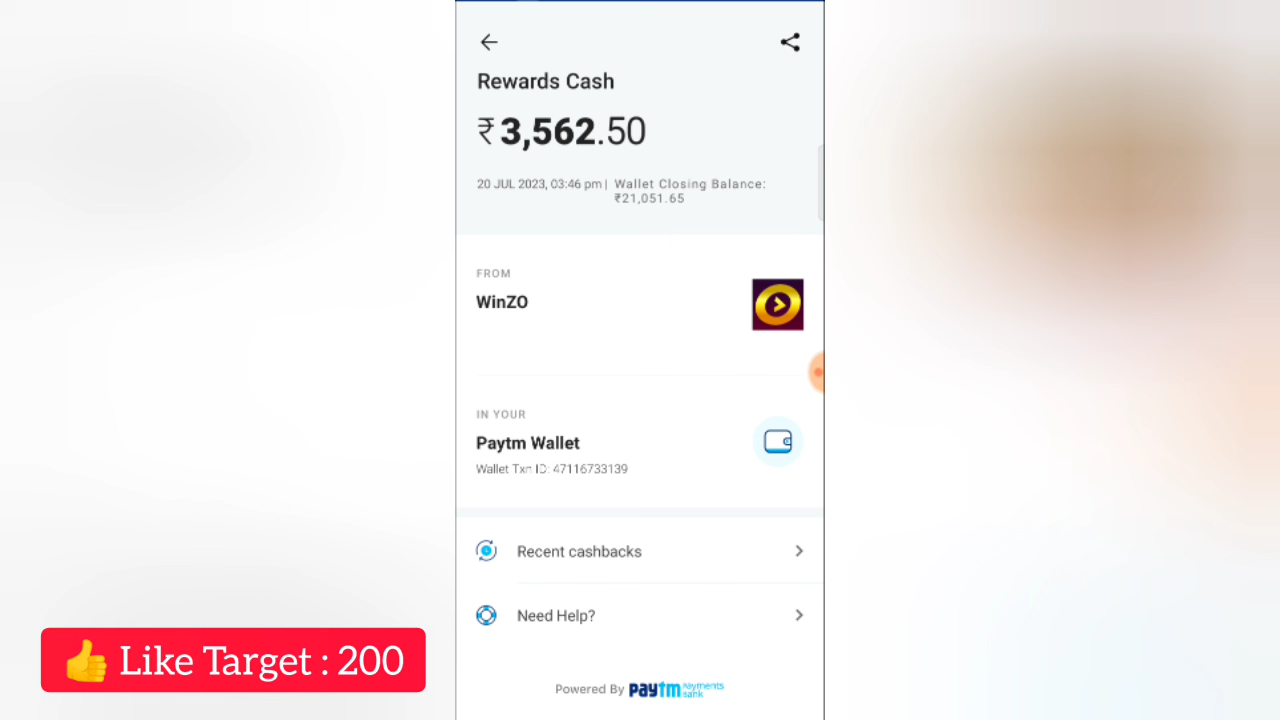 Rewards Cash
₹3,562.50
20 JUL 2023, 03:46 pm | Wallet Closing Balance:
₹21,051.65
FROM
WinZO
IN YOUR
Paytm Wallet
Wallet Txn ID: 47116733139
Recent cashbacks
Need Help?
👍 Like Target : 200
Powered By paytm payments bank